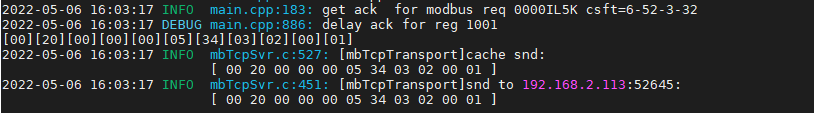 2022-05-06 16:03:17 INFO  main.cpp:183: get ack  for modbus req 0000IL5K csft=6-52-3-32
2022-05-06 16:03:17 DEBUG main.cpp:886: delay ack for reg 1001
[00][20][00][00][00][05][34][03][02][00][01]
2022-05-06 16:03:17 INFO  mbTcpSvr.c:527: [mbTcpTransport]cache snd:
[ 00 20 00 00 00 05 34 03 02 00 01 ]
2022-05-06 16:03:17 INFO  mbTcpSvr.c:451: [mbTcpTransport]snd to 192.168.2.113:52645:
[ 00 20 00 00 00 05 34 03 02 00 01 ]